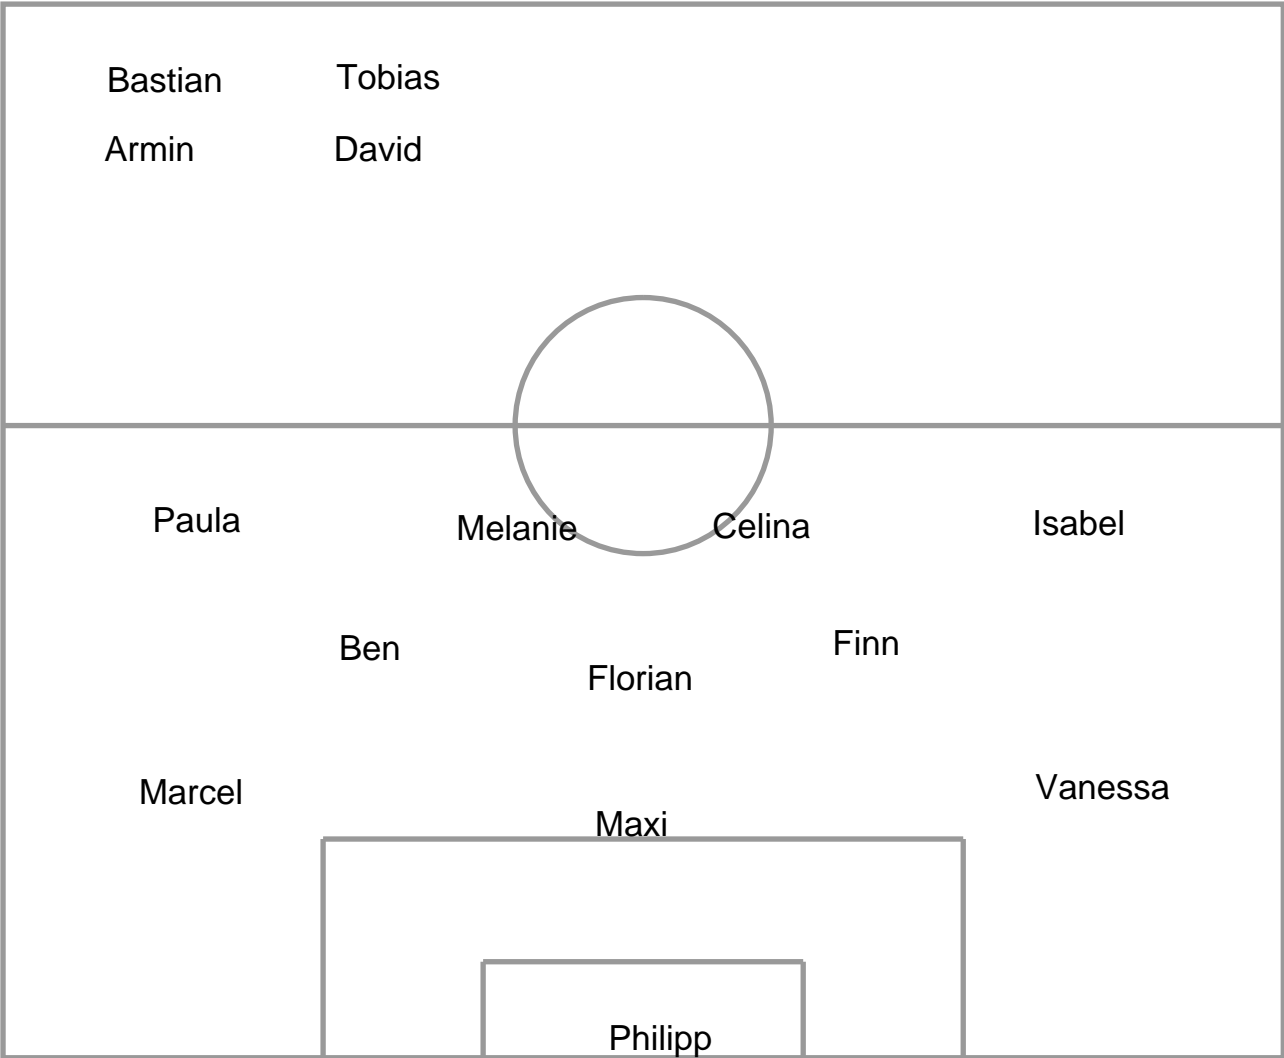 Bastian Tobias
Armin David
Paula Melanie Celina Isabel
Ben Finn
Florian
Marcel Vanessa
Maxi
Philipp